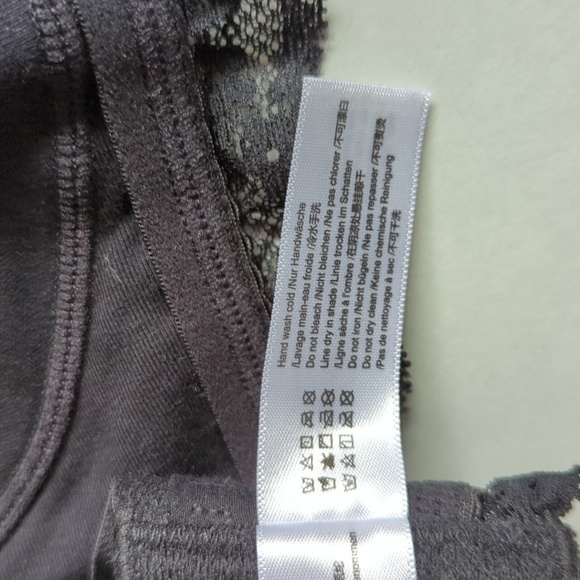 Hand wash cold /Nur Handwäsche
/Lavage main-eau froide /冷水手洗
Do not bleach /Nicht bleichen /Ne pas chlorer /不可漂白
Line dry in shade /Linie trocken im Schatten
/Ligne sèche à l'ombre /在阴凉处悬挂晾干
Do not iron /Nicht bügeln /Ne pas repasser /不可熨烫
Do not dry clean /Keine chemische Reinigung
/Pas de nettoyage à sec /不可干洗